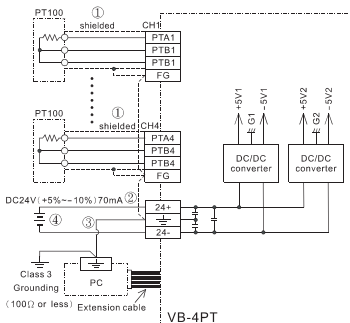 PT100
①
shielded
CH1
PTA1
PTB1
PTB1
FG
PT100
①
shielded
CH4
PTA4
PTB4
PTB4
FG
+5V1
G1
-5V1
+5V2
G2
-5V2
DC/DC
converter
DC/DC
converter
DC24V(+5%~-10%)70mA
②
④
③
24+
24-
Class 3
Grounding
(100Ω or less)
PC
Extension cable
VB-4PT